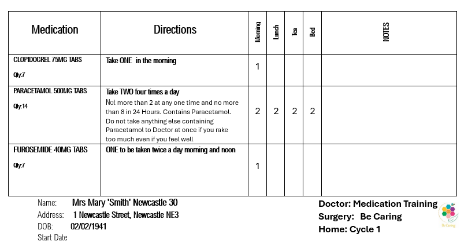 Medication Directions Morning Lunch Tea Bed NOTES
CLOPIDOGREL 75MG TABS Take ONE in the morning
1
Qty:7
PARACETAMOL 500MG TABS Take TWO four times a day
Qty:14 Not more than 2 at any one time and no more
than 8 in 24 Hours. Contains Paracetamol. 2 2 2 2
Do not take anything else containing
Paracetamol to Doctor at once if you rake
too much even if you feel well
FUROSEMIDE 40MG TABS ONE to be taken twice a day morning and noon
Qty:7 1
Name: Mrs Mary 'Smith' Newcastle 30
Address: 1 Newcastle Street, Newcastle NE3
DOB: 02/02/1941
Start Date
Doctor: Medication Training
Surgery: Be Caring
Home: Cycle 1